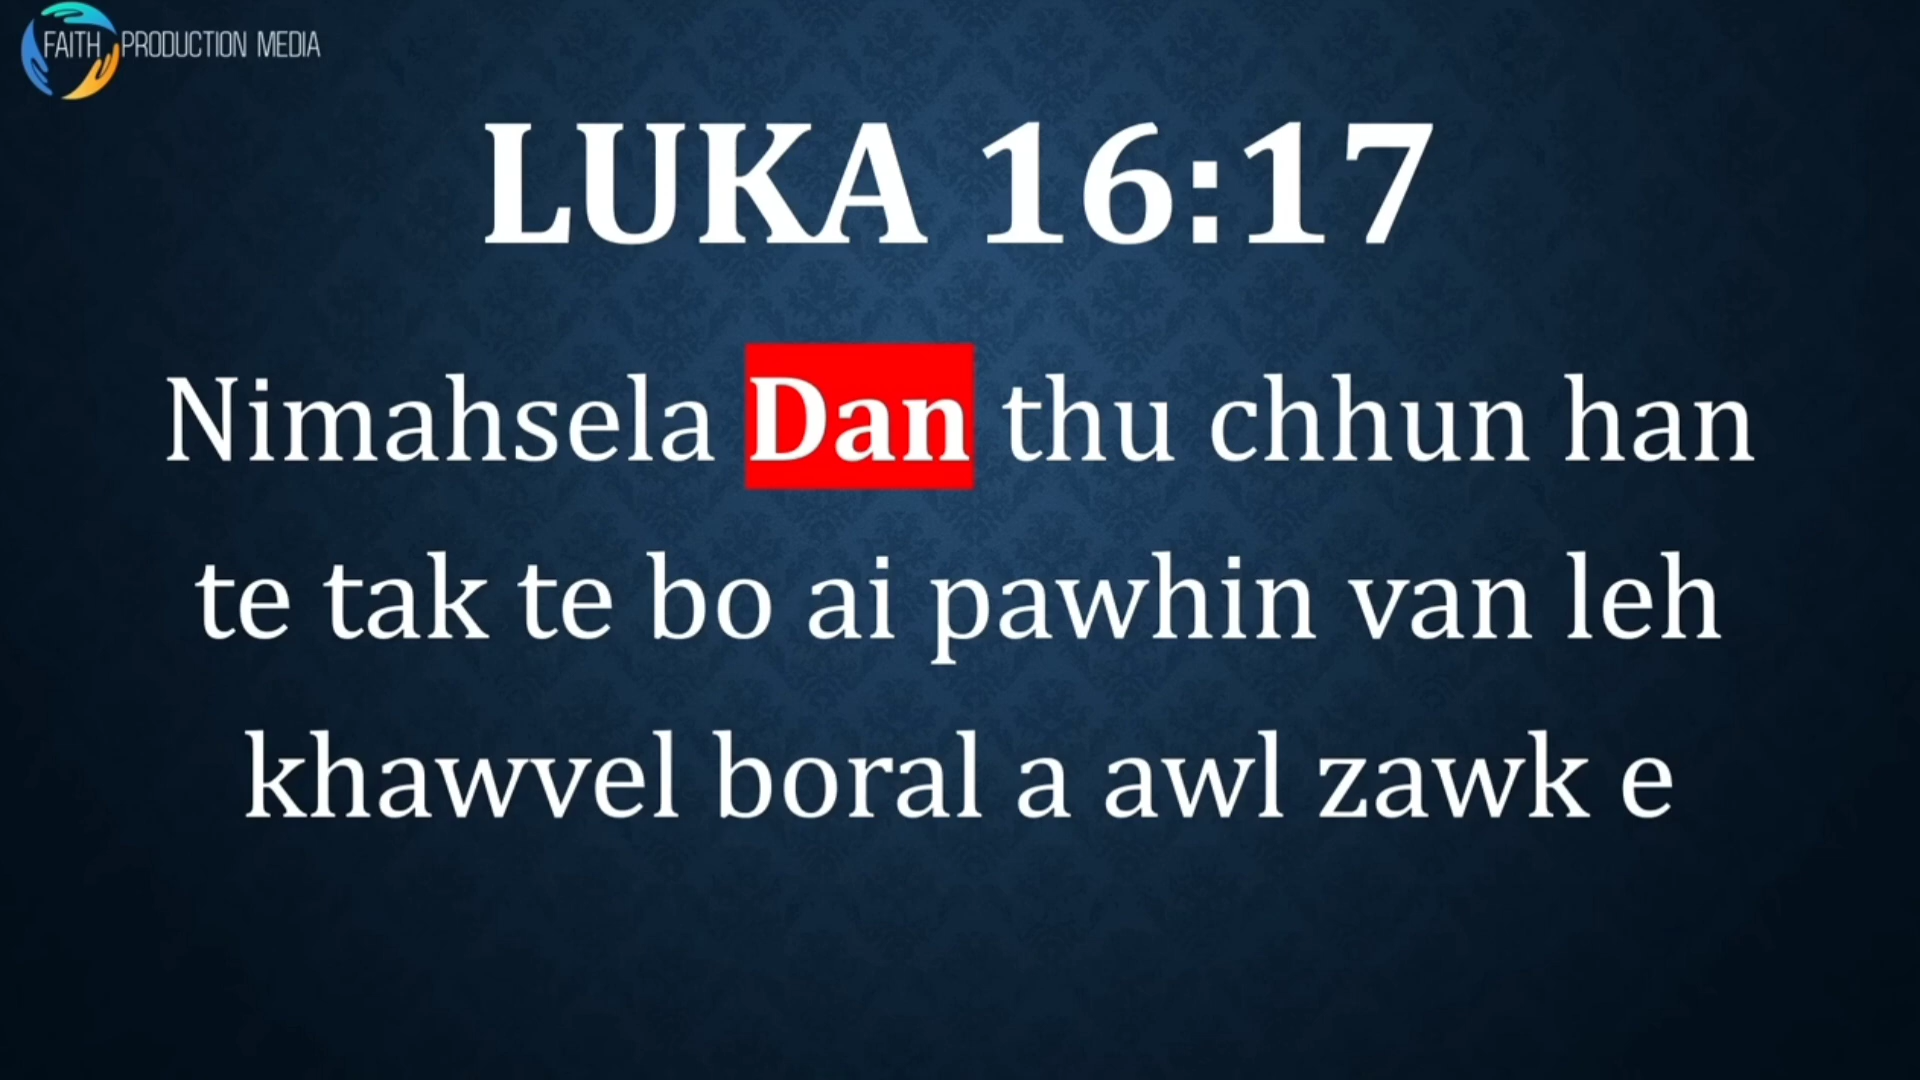 FAITH PRODUCTION MEDIA
LUKA 16:17
Nimahsela Dan thu chhun han
te tak te bo ai pawhin van leh
khawvel boral a awl zawk e